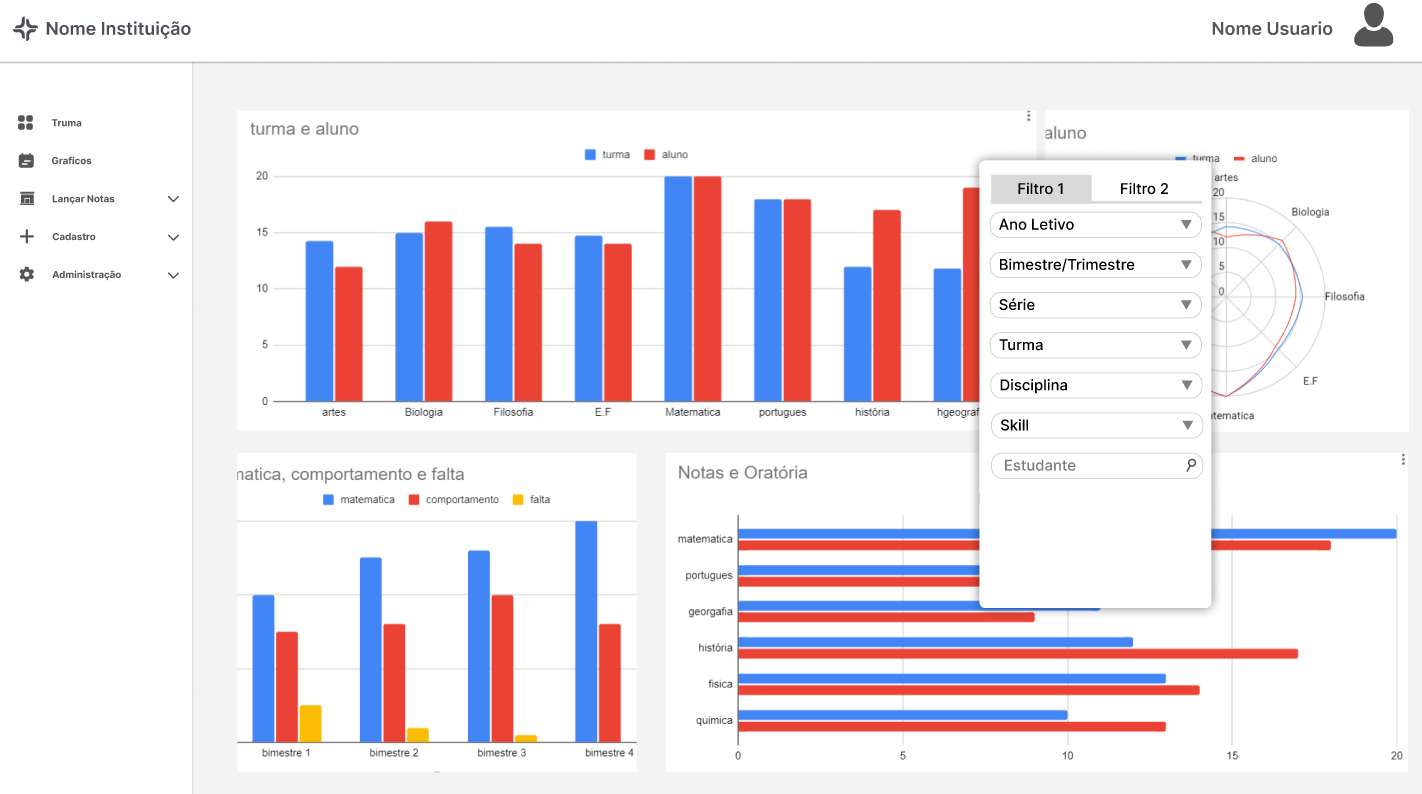 Nome Instituição
Nome Usuario
Truma
Graficos
Lançar Notas
Cadastro
Administração
turma e aluno
turma aluno
20
15
10
5
0
artes Biologia Filosofia E.F Matematica portugues história hgeograf
aluno
turma aluno
artes
20
15
10
5
0
Biologia
Filosofia
E.F
atematica
Filtro 1 Filtro 2
Ano Letivo
Bimestre/Trimestre
Série
Turma
Disciplina
Skill
Estudante
matica, comportamento e falta
matematica comportamento falta
bimestre 1 bimestre 2 bimestre 3 bimestre 4
Notas e Oratória
matematica
portugues
georgafia
história
fisica
quimica
0 5 10 15 20